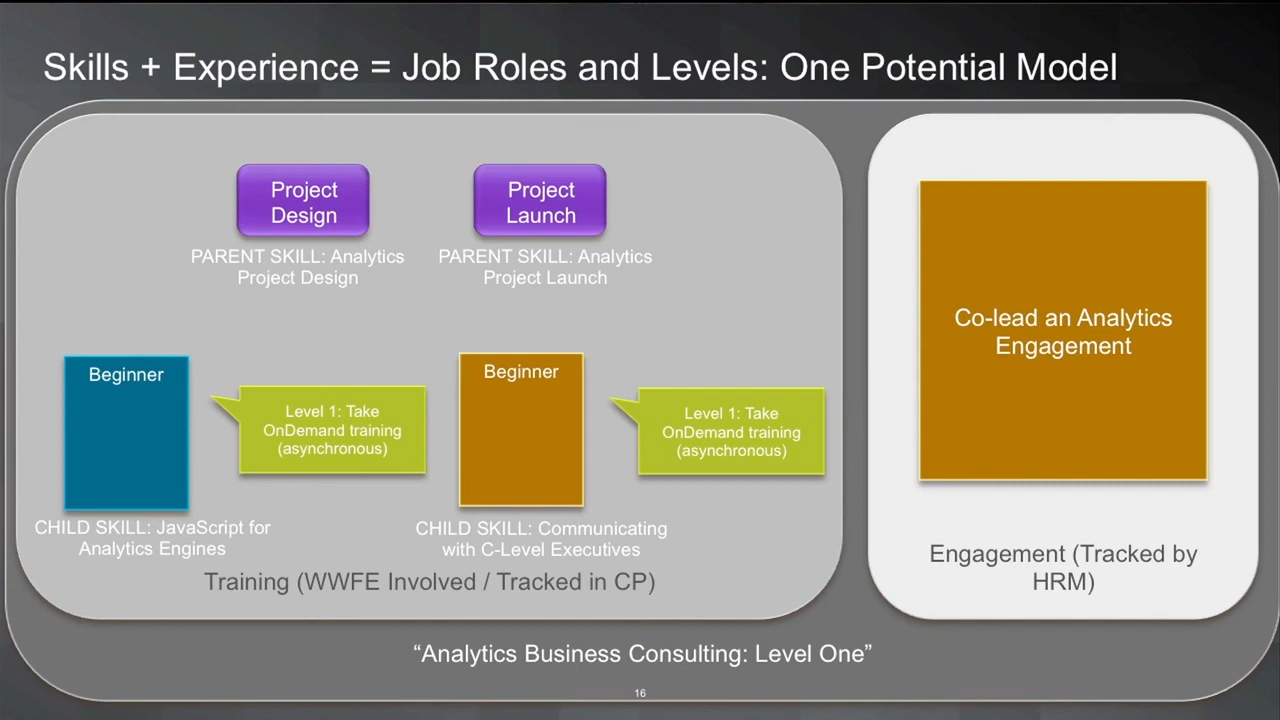 Skills + Experience = Job Roles and Levels: One Potential Model
Project
Design
PARENT SKILL: Analytics
Project Design
Project
Launch
PARENT SKILL: Analytics
Project Launch
Beginner
Level 1: Take
OnDemand training
(asynchronous)
CHILD SKILL: JavaScript for
Analytics Engines
Beginner
Level 1: Take
OnDemand training
(asynchronous)
CHILD SKILL: Communicating
with C-Level Executives
Training (WWFE Involved / Tracked in CP)
Co-lead an Analytics
Engagement
Engagement (Tracked by
HRM)
“Analytics Business Consulting: Level One”
16